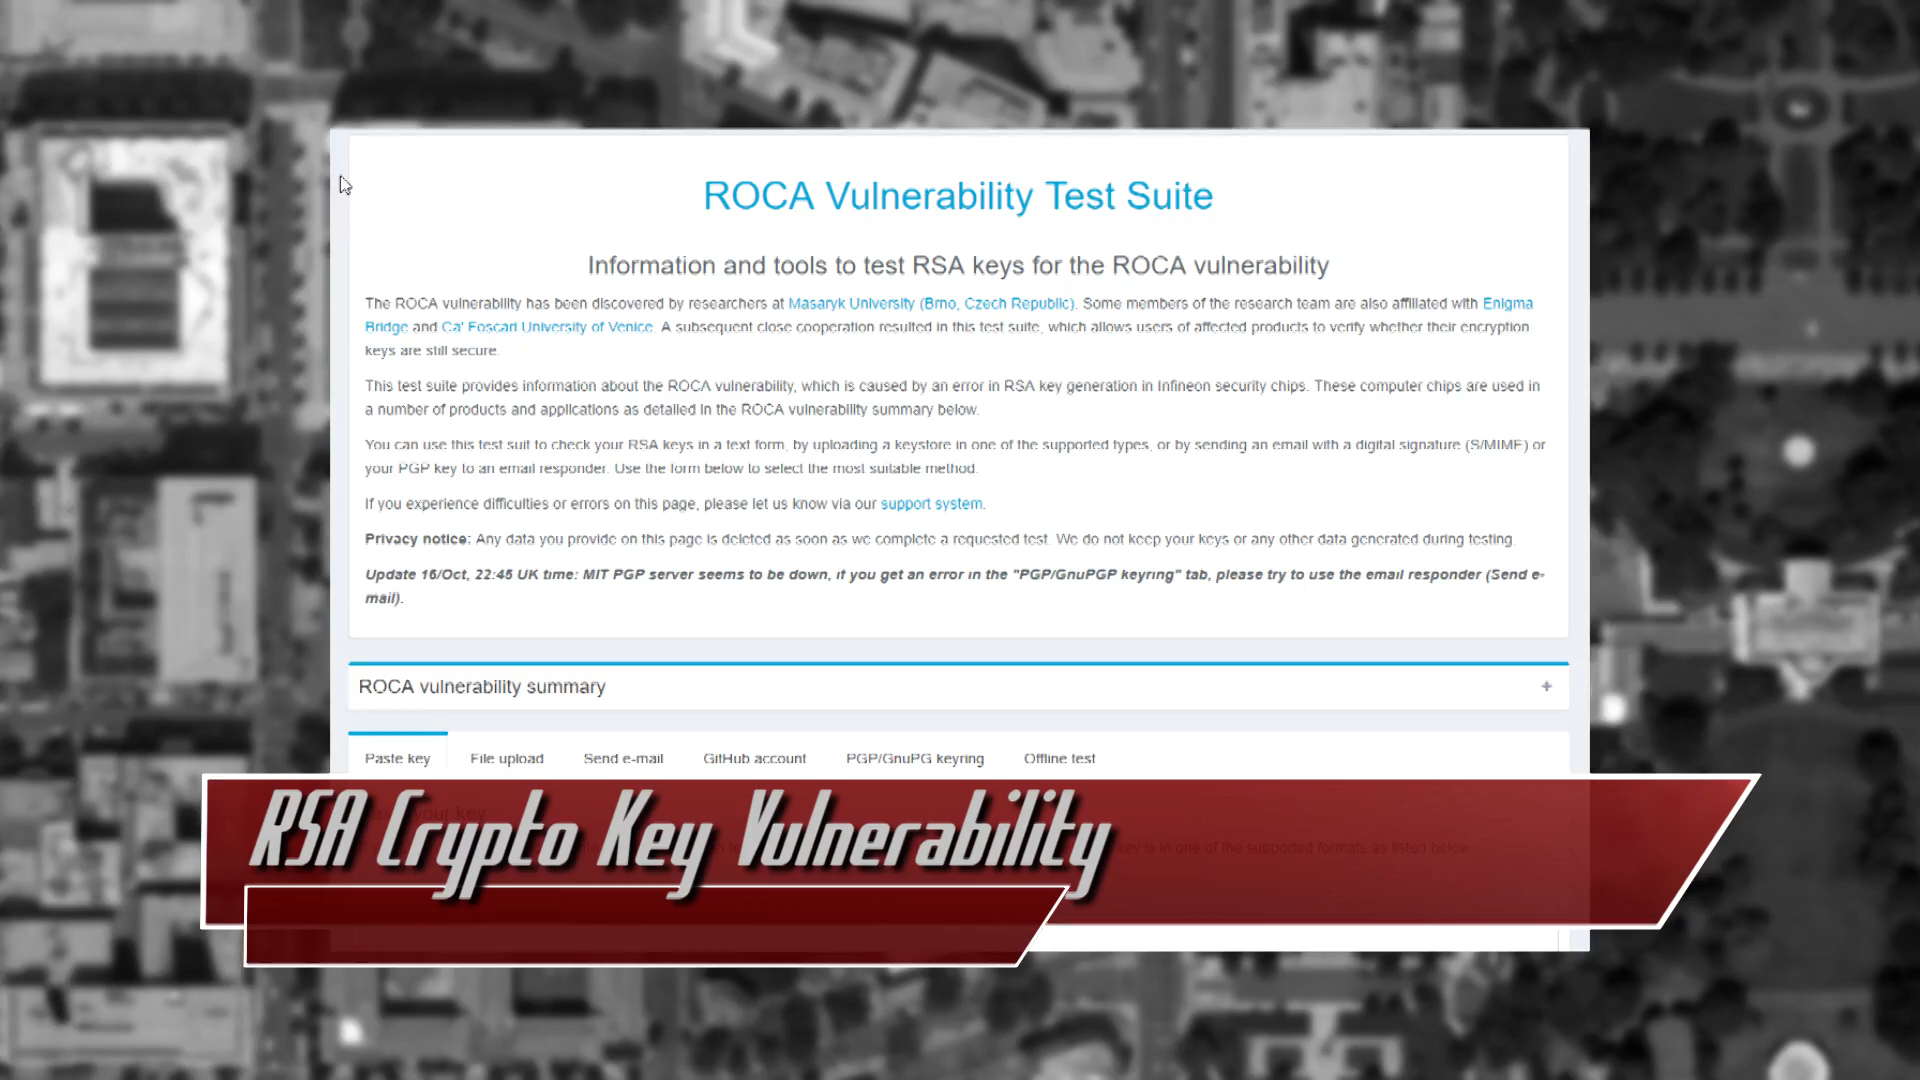 ROCA Vulnerability Test Suite
Information and tools to test RSA keys for the ROCA vulnerability
The ROCA vulnerability has been discovered by researchers at Masaryk University (Brno, Czech Republic). Some members of the research team are also affiliated with Enigma
Bridge and Ca' Foscari University of Venice. A subsequent close cooperation resulted in this test suite, which allows users of affected products to verify whether their encryption
keys are still secure.
This test suite provides information about the ROCA vulnerability, which is caused by an error in RSA key generation in Infineon security chips. These computer chips are used in
a number of products and applications as detailed in the ROCA vulnerability summary below.
You can use this test suit to check your RSA keys in a text form, by uploading a keystore in one of the supported types, or by sending an email with a digital signature (S/MIME) or
your PGP key to an email responder. Use the form below to select the most suitable method.
If you experience difficulties or errors on this page, please let us know via our support system.
Privacy notice: Any data you provide on this page is deleted as soon as we complete a requested test. We do not keep your keys or any other data generated during testing.
Update 16/Oct, 22:45 UK time: MIT PGP server seems to be down, if you get an error in the "PGP/GnuPGP keyring" tab, please try to use the email responder (Send e-
mail).
ROCA vulnerability summary +
Paste key File upload Send e-mail GitHub account PGP/GnuPG keyring Offline test
your key
RSA Crypto Key Vulnerability
key is in one of the supported formats as listed below.